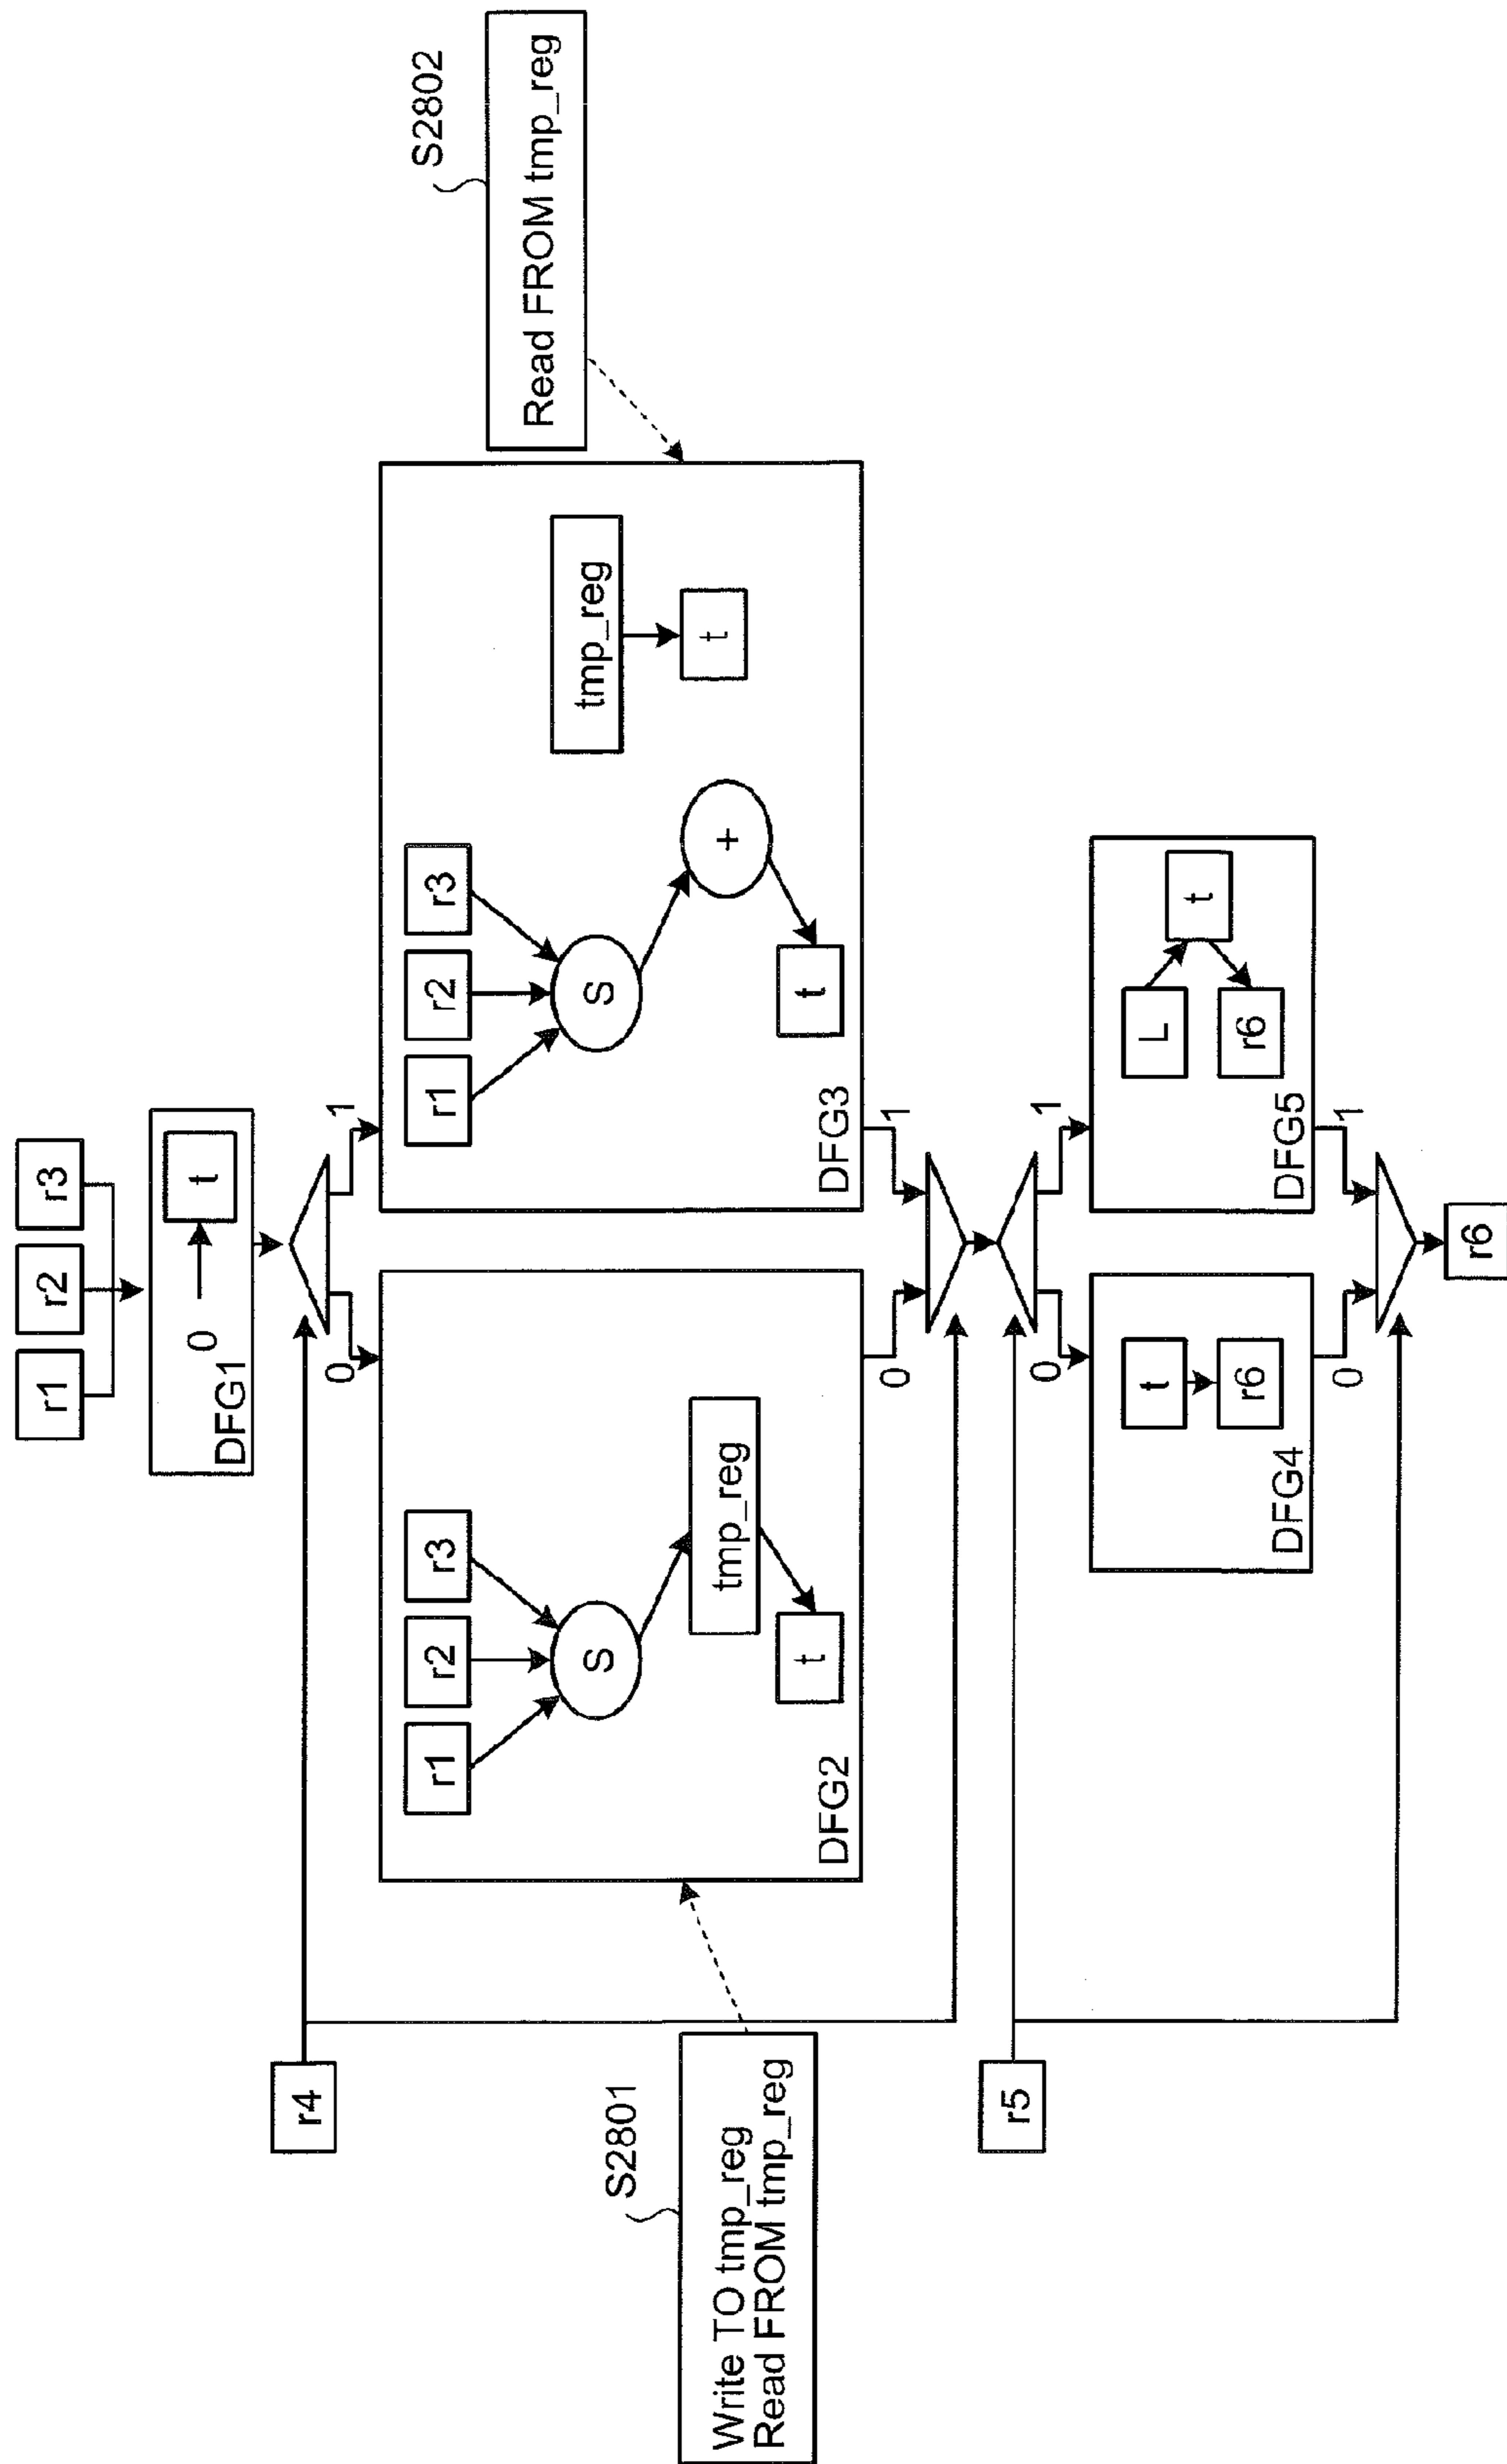 r1
r2
r3
0
t
DFG1
r4
0
1
S2801
Write TO tmp_reg
Read FROM tmp_reg
r1
r2
r3
S
tmp_reg
t
DFG2
S2802
Read FROM tmp_reg
r1
r2
r3
S
+
t
tmp_reg
t
DFG3
0
1
r5
0
1
t
r6
DFG4
L
t
r6
DFG5
0
1
r6